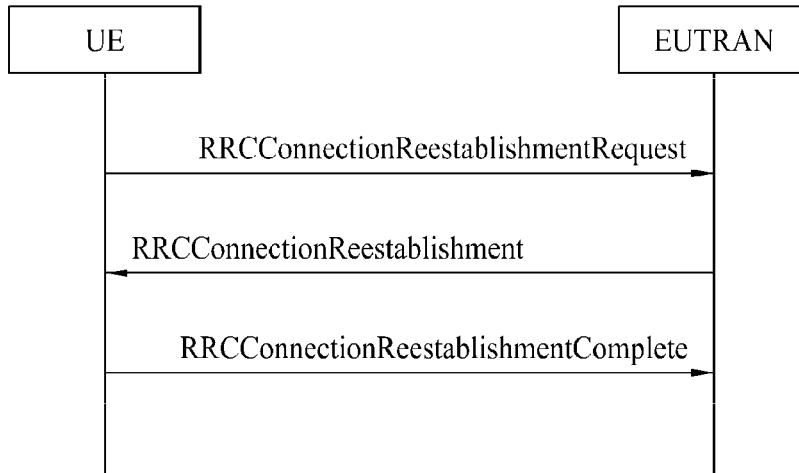 UE
EUTRAN
RRCConnectionReestablishmentRequest
RRCConnectionReestablishment
RRCConnectionReestablishmentComplete